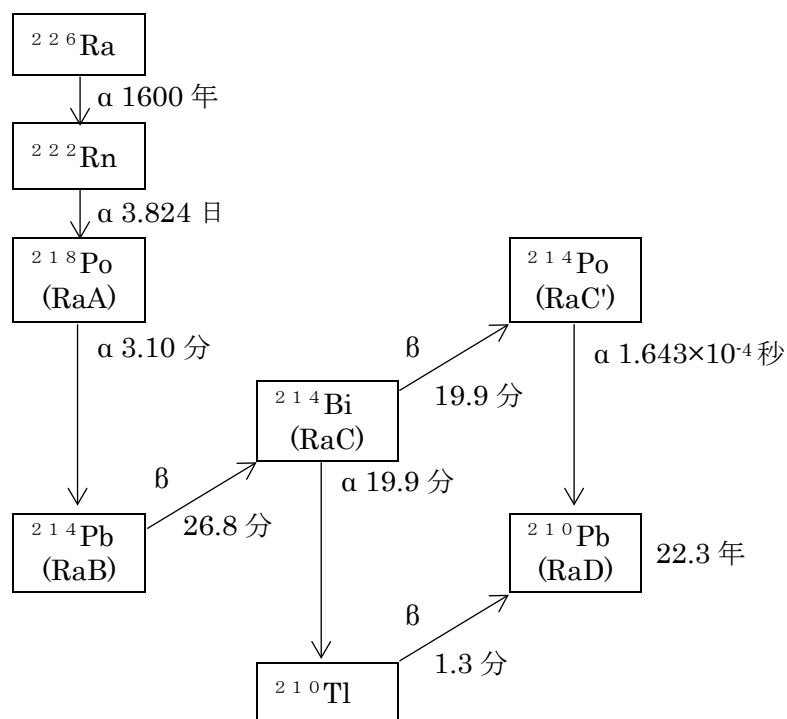 ²²⁶Ra
α 1600 年
²²²Rn
α 3.824 日
²¹⁸Po
(RaA)
²¹⁴Po
(RaC')
α 3.10 分
β
α 1.643×10⁻⁴ 秒
19.9 分
²¹⁴Bi
(RaC)
β
α 19.9 分
26.8 分
²¹⁴Pb
(RaB)
²¹⁰Pb
(RaD)
22.3 年
β
1.3 分
²¹⁰Tl